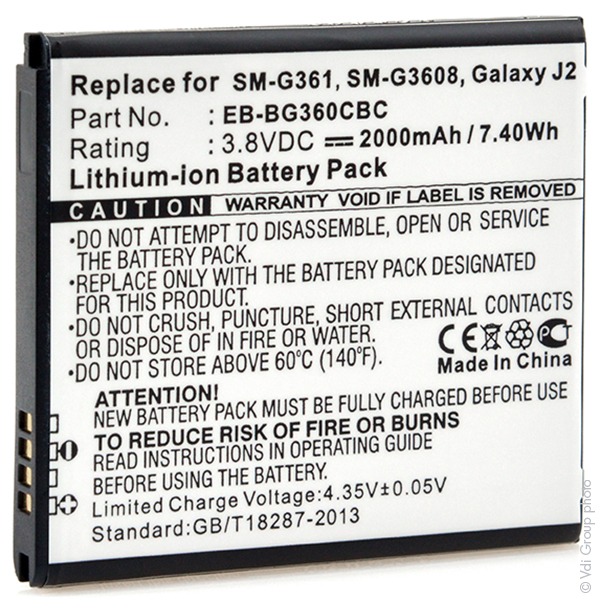 Replace for SM-G361, SM-G3608, Galaxy J2
Part No.: EB-BG360CBC
Rating : 3.8VDC 2000mAh / 7.40Wh
Lithium-ion Battery Pack
CAUTION WARRANTY VOID IF LABEL IS REMOVED
•DO NOT ATTEMPT TO DISASSEMBLE, OPEN OR SERVICE
THE BATTERY PACK.
•REPLACE ONLY WITH THE BATTERY PACK DESIGNATED
FOR THIS PRODUCT.
•DO NOT CRUSH, PUNCTURE, SHORT EXTERNAL CONTACTS
OR DISPOSE OF IN FIRE OR WATER.
•DO NOT STORE ABOVE 60°C (140°F).
CE PCT
Made In China
ATTENTION!
NEW BATTERY PACK MUST BE FULLY CHARGED BEFORE USE
TO REDUCE RISK OF FIRE OR BURNS
READ BATTERY OPERATING GUIDE
Limited Charge Voltage: 4.35V±0.05V
Standard:GB/T18287-2013
© Vdi Group photo